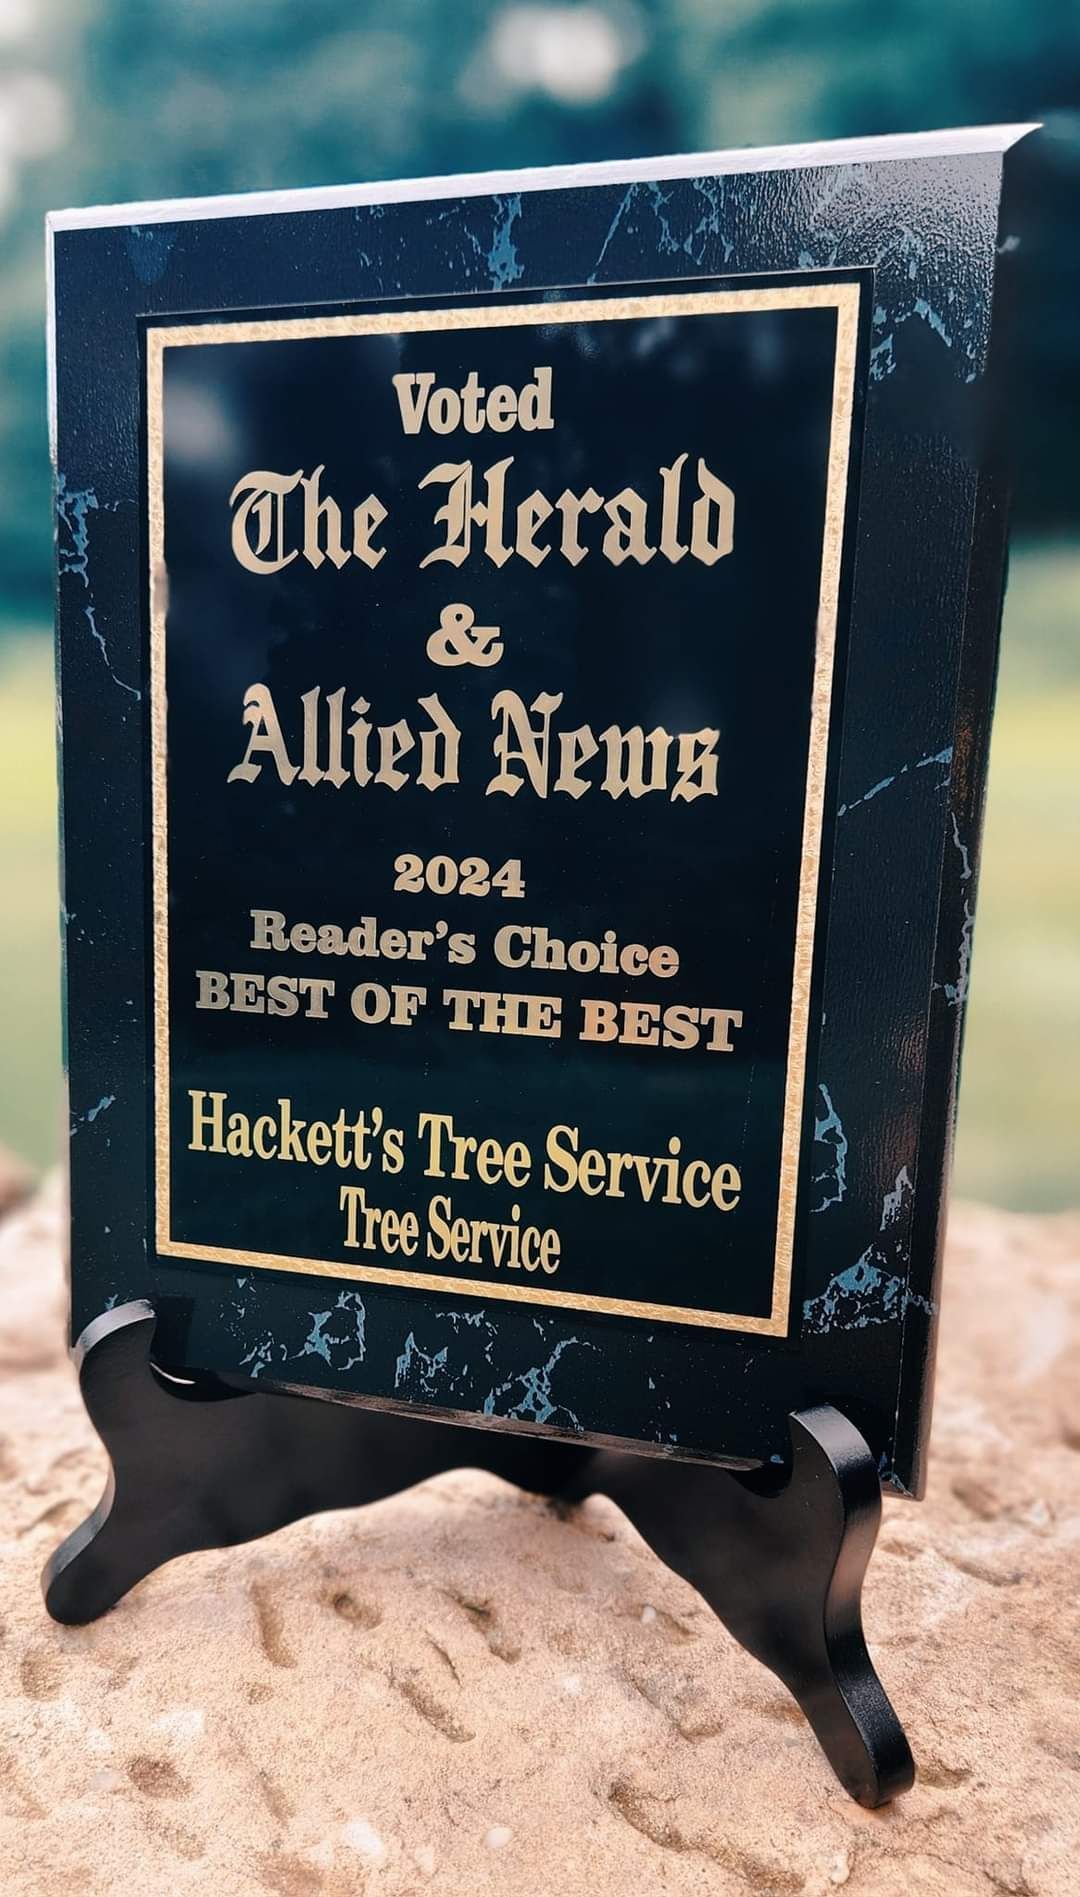 Voted
The Herald
&
Allied News
2024
Reader's Choice
BEST OF THE BEST
Hackett's Tree Service
Tree Service